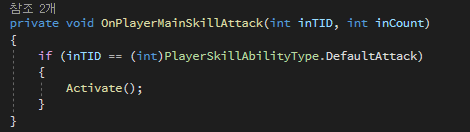 참조 2개
private void OnPlayerMainSkillAttack(int inTID, int inCount)
{
if (inTID == (int)PlayerSkillAbilityType.DefaultAttack)
{
Activate();
}
}